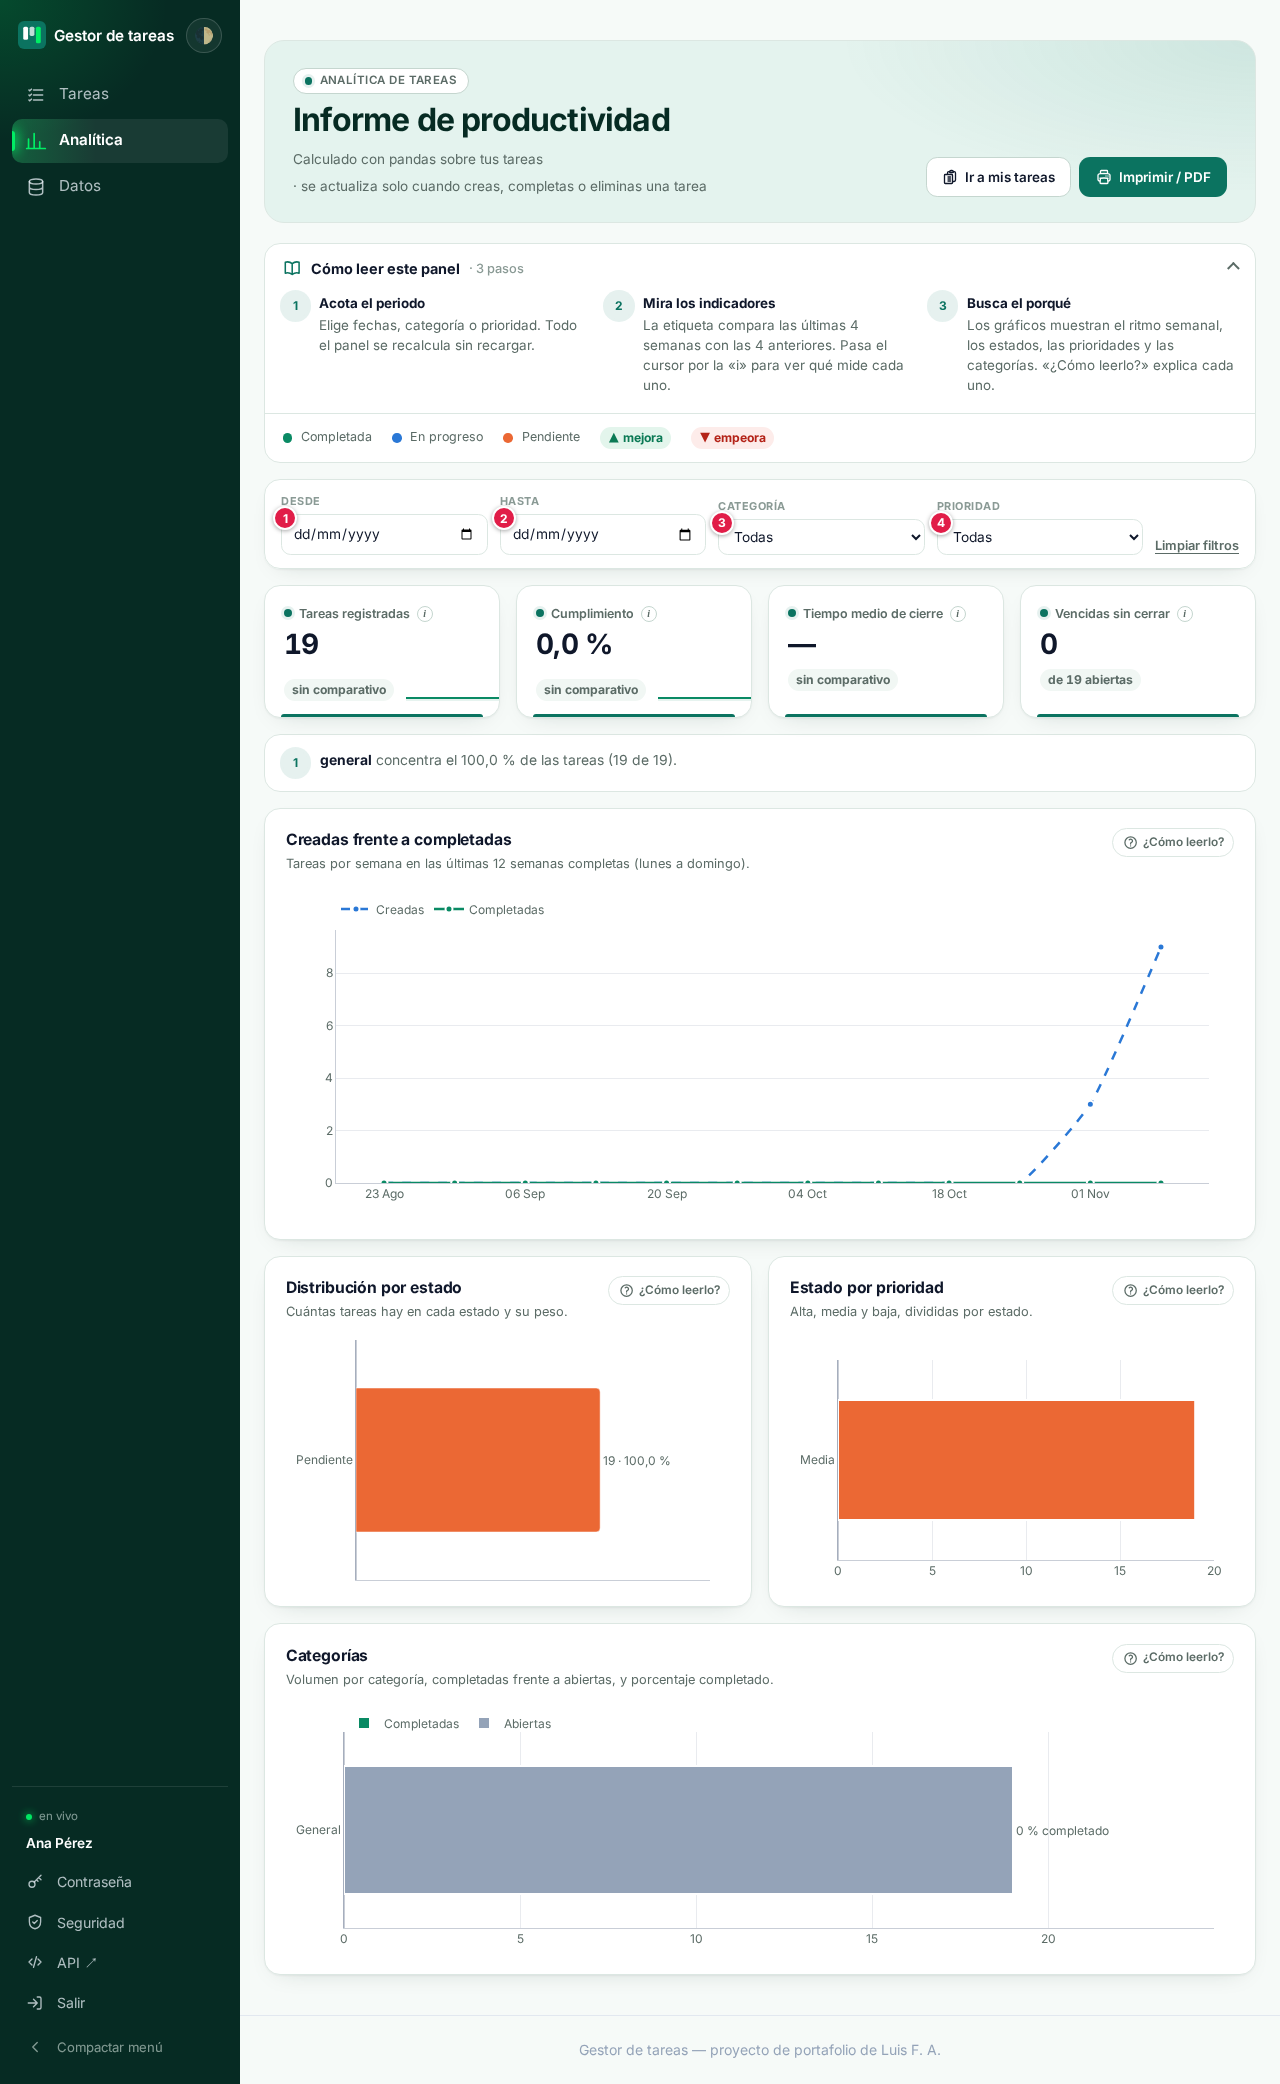 Gestor de tareas
Tareas
Analítica
Datos
ANALÍTICA DE TAREAS
Informe de productividad
Calculado con pandas sobre tus tareas
· se actualiza solo cuando creas, completas o eliminas una tarea
Ir a mis tareas
Imprimir / PDF
Cómo leer este panel · 3 pasos
1
Acota el periodo
Elige fechas, categoría o prioridad. Todo
el panel se recalcula sin recargar.
2
Mira los indicadores
La etiqueta compara las últimas 4
semanas con las 4 anteriores. Pasa el
cursor por la «i» para ver qué mide cada
uno.
3
Busca el porqué
Los gráficos muestran el ritmo semanal,
los estados, las prioridades y las
categorías. «¿Cómo leerlo?» explica cada
uno.
Completada
En progreso
Pendiente
▲ mejora
▼ empeora
DESDE
1
dd/mm/yyyy
HASTA
2
dd/mm/yyyy
CATEGORÍA
3
Todas
PRIORIDAD
4
Todas
Limpiar filtros
Tareas registradas i
19
sin comparativo
Cumplimiento i
0,0 %
sin comparativo
Tiempo medio de cierre i
—
sin comparativo
Vencidas sin cerrar i
0
de 19 abiertas
1
general concentra el 100,0 % de las tareas (19 de 19).
Creadas frente a completadas
¿Cómo leerlo?
Tareas por semana en las últimas 12 semanas completas (lunes a domingo).
Creadas
Completadas
8
6
4
2
0
23 Ago
06 Sep
20 Sep
04 Oct
18 Oct
01 Nov
Distribución por estado
¿Cómo leerlo?
Cuántas tareas hay en cada estado y su peso.
Pendiente
19 · 100,0 %
Estado por prioridad
¿Cómo leerlo?
Alta, media y baja, divididas por estado.
Media
0
5
10
15
20
Categorías
¿Cómo leerlo?
Volumen por categoría, completadas frente a abiertas, y porcentaje completado.
Completadas
Abiertas
General
0 % completado
0
5
10
15
20
en vivo
Ana Pérez
Contraseña
Seguridad
API ↗
Salir
Compactar menú
Gestor de tareas — proyecto de portafolio de Luis F. A.